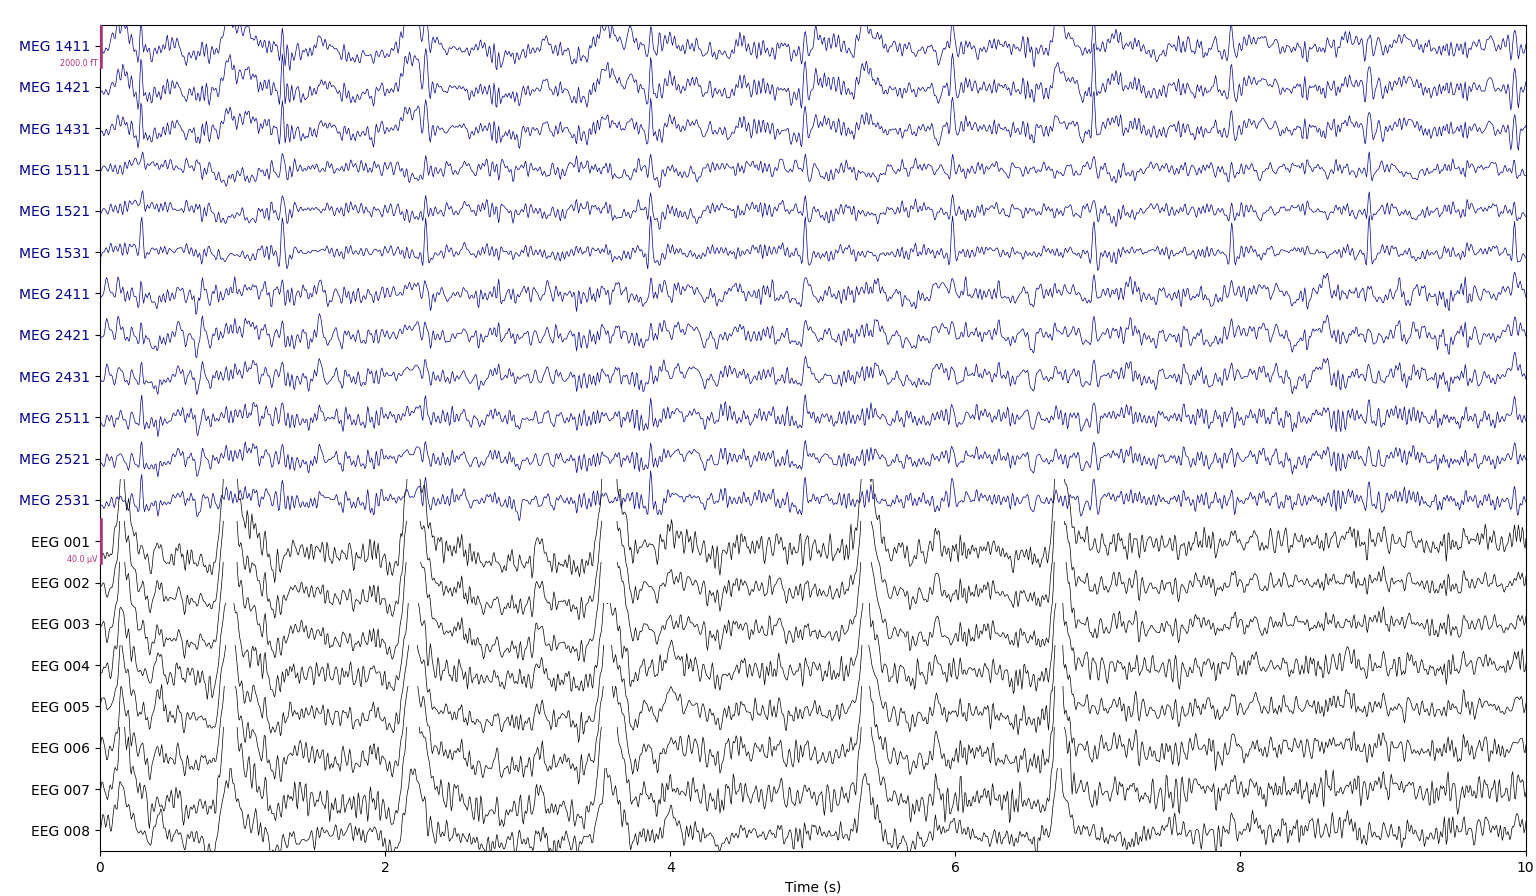 MEG 1411
2000.0 fT
MEG 1421
MEG 1431
MEG 1511
MEG 1521
MEG 1531
MEG 2411
MEG 2421
MEG 2431
MEG 2511
MEG 2521
MEG 2531
EEG 001
40.0 µV
EEG 002
EEG 003
EEG 004
EEG 005
EEG 006
EEG 007
EEG 008
0 2 4 6 8 10
Time (s)